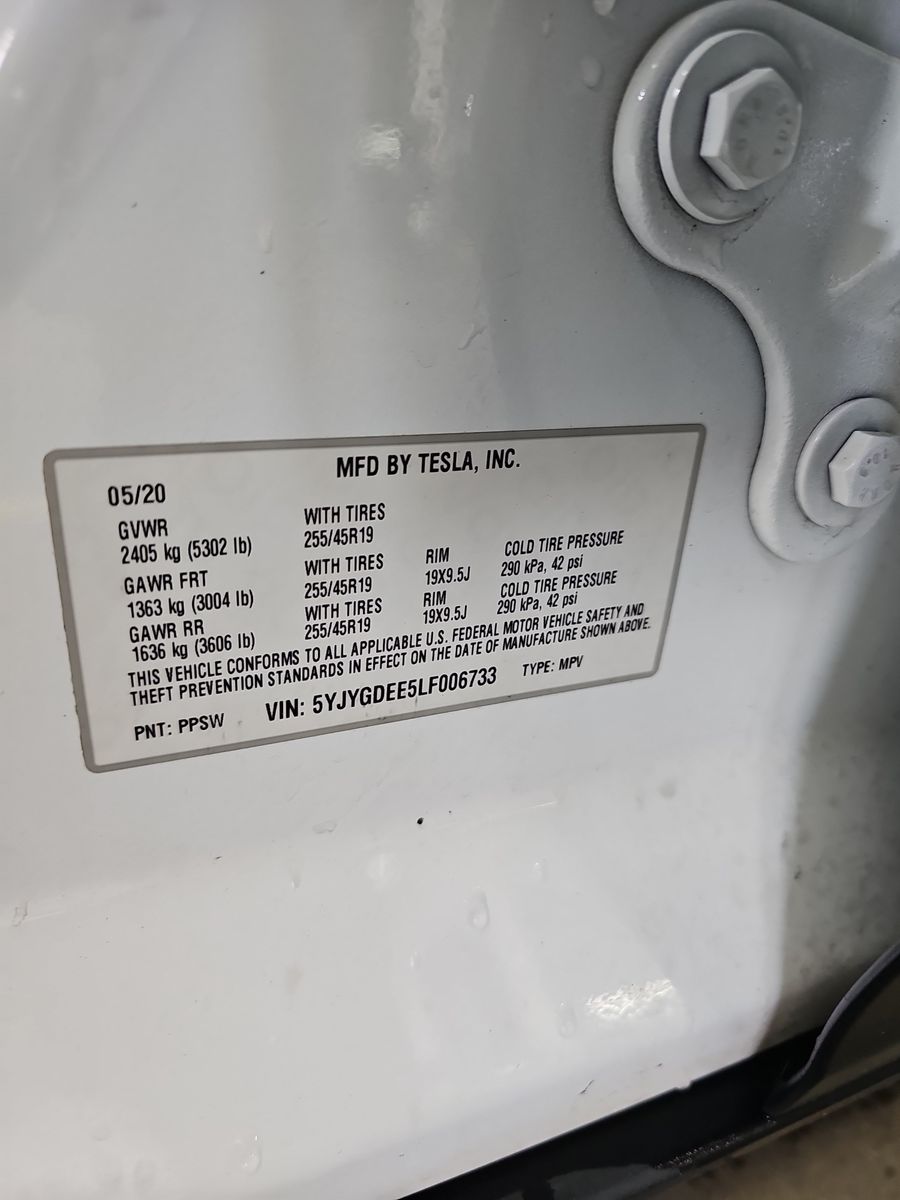 MFD BY TESLA, INC.
05/20
GVWR WITH TIRES
2405 kg (5302 lb) 255/45R19
GAWR FRT WITH TIRES RIM COLD TIRE PRESSURE
1363 kg (3004 lb) 255/45R19 19X9.5J 290 kPa, 42 psi
GAWR RR WITH TIRES RIM COLD TIRE PRESSURE
1636 kg (3606 lb) 255/45R19 19X9.5J 290 kPa, 42 psi
THIS VEHICLE CONFORMS TO ALL APPLICABLE U.S. FEDERAL MOTOR VEHICLE SAFETY AND
THEFT PREVENTION STANDARDS IN EFFECT ON THE DATE OF MANUFACTURE SHOWN ABOVE.
PNT: PPSW VIN: 5YJYGDEE5LF006733 TYPE: MPV